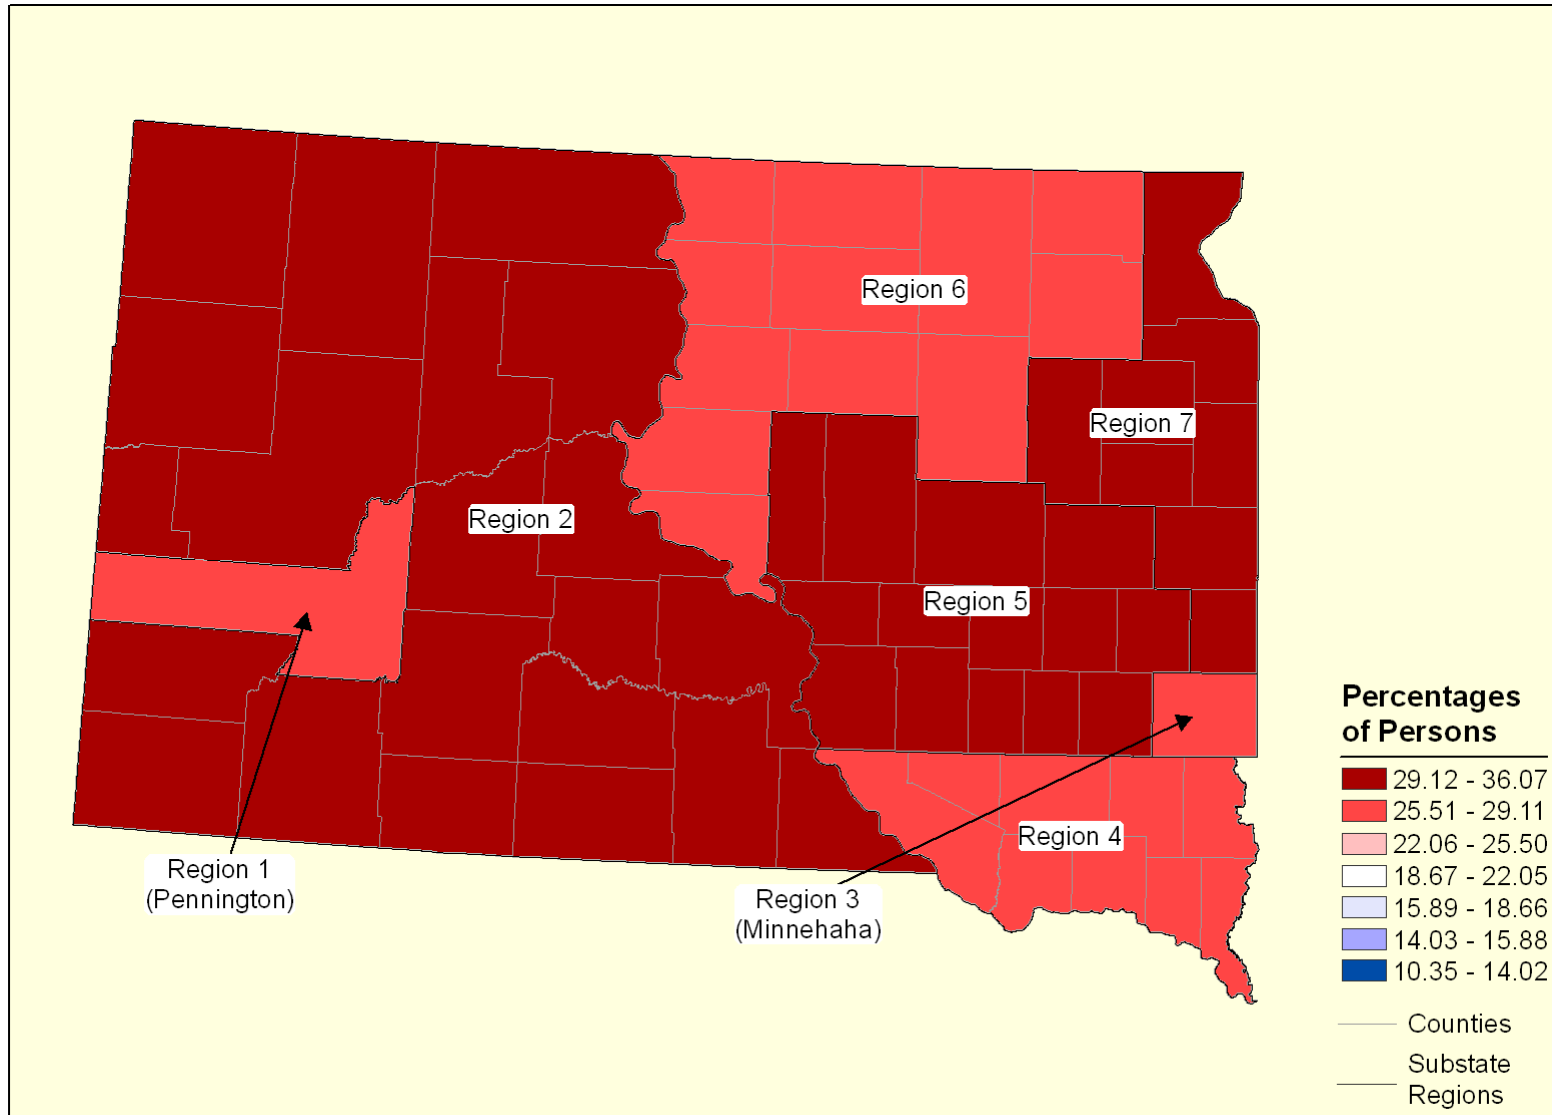 Region 6
Region 7
Region 2
Region 5
Region 4
Region 1
(Pennington)
Region 3
(Minnehaha)
Percentages
of Persons
29.12 - 36.07
25.51 - 29.11
22.06 - 25.50
18.67 - 22.05
15.89 - 18.66
14.03 - 15.88
10.35 - 14.02
Counties
Substate
Regions